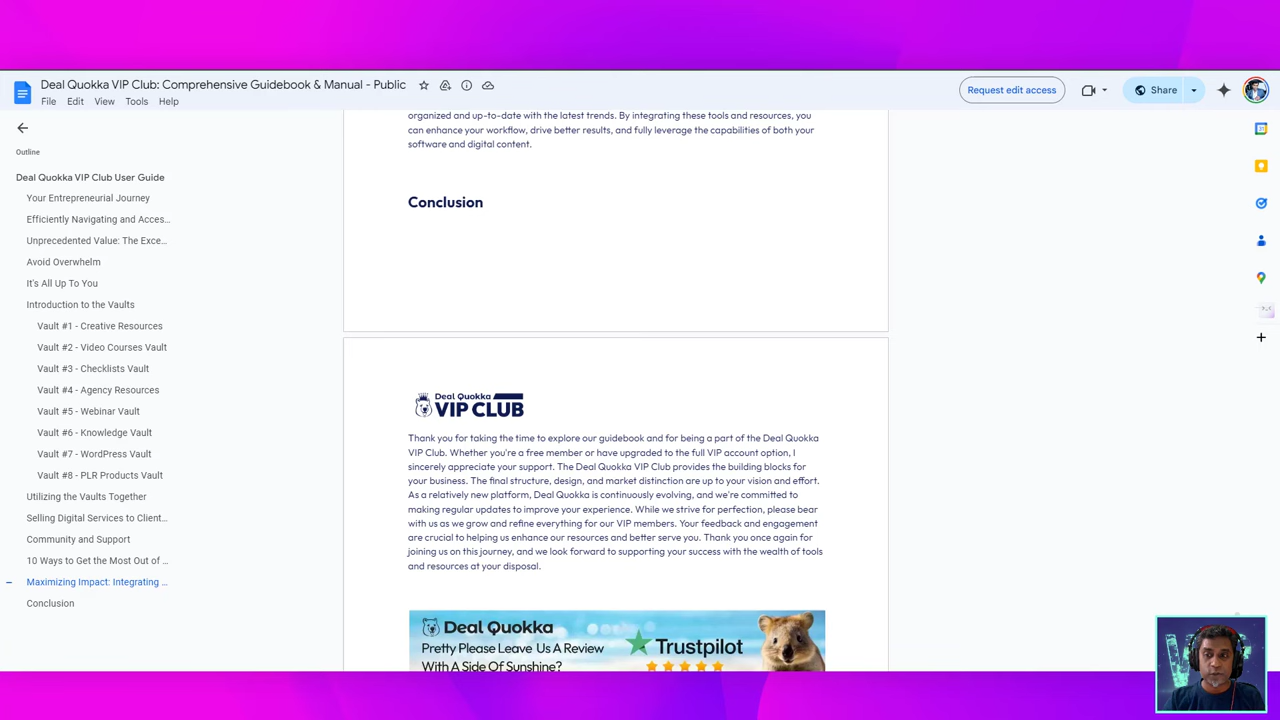 Deal Quokka VIP Club: Comprehensive Guidebook & Manual - Public
File Edit View Tools Help
Request edit access
Share
Outline
Deal Quokka VIP Club User Guide
Your Entrepreneurial Journey
Efficiently Navigating and Acces...
Unprecedented Value: The Exce...
Avoid Overwhelm
It's All Up To You
Introduction to the Vaults
Vault #1 - Creative Resources
Vault #2 - Video Courses Vault
Vault #3 - Checklists Vault
Vault #4 - Agency Resources
Vault #5 - Webinar Vault
Vault #6 - Knowledge Vault
Vault #7 - WordPress Vault
Vault #8 - PLR Products Vault
Utilizing the Vaults Together
Selling Digital Services to Client...
Community and Support
10 Ways to Get the Most Out of ...
Maximizing Impact: Integrating ...
Conclusion
organized and up-to-date with the latest trends. By integrating these tools and resources, you
can enhance your workflow, drive better results, and fully leverage the capabilities of both your
software and digital content.
Conclusion
Deal Quokka
VIP CLUB
Thank you for taking the time to explore our guidebook and for being a part of the Deal Quokka
VIP Club. Whether you're a free member or have upgraded to the full VIP account option, I
sincerely appreciate your support. The Deal Quokka VIP Club provides the building blocks for
your business. The final structure, design, and market distinction are up to your vision and effort.
As a relatively new platform, Deal Quokka is continuously evolving, and we're committed to
making regular updates to improve your experience. While we strive for perfection, please bear
with us as we grow and refine everything for our VIP members. Your feedback and engagement
are crucial to helping us enhance our resources and better serve you. Thank you once again for
joining us on this journey, and we look forward to supporting your success with the wealth of tools
and resources at your disposal.
Deal Quokka
Pretty Please Leave Us A Review
With A Side Of Sunshine?
Trustpilot